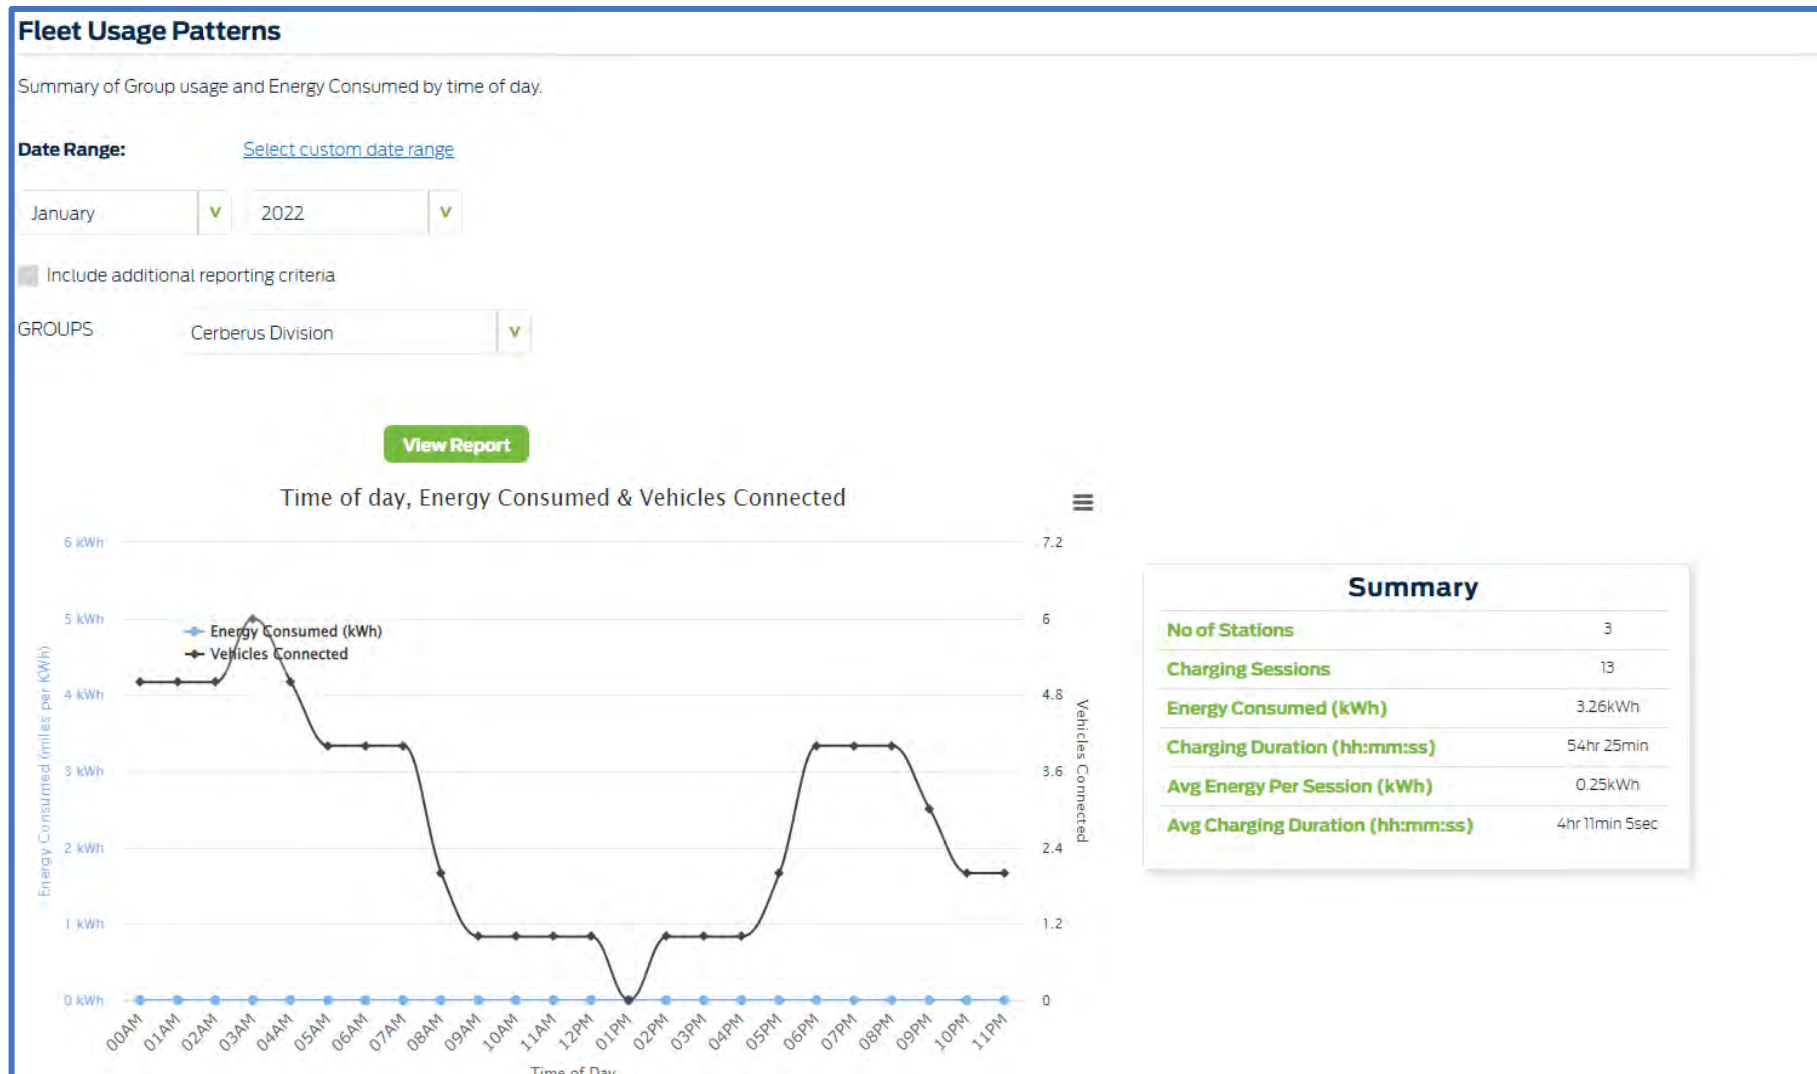 Fleet Usage Patterns
Summary of Group usage and Energy Consumed by time of day.
Date Range: Select custom date range
January v 2022 v
Include additional reporting criteria
GROUPS Cerberus Division v
View Report
Time of day, Energy Consumed & Vehicles Connected
6 kWh 7.2
5 kWh 6
Energy Consumed (kWh)
Vehicles Connected
4 kWh 4.8
3 kWh 3.6
2 kWh 2.4
1 kWh 1.2
0 kWh 0
Energy Consumed (miles per KWh)
Vehicles Connected
00AM 01AM 02AM 03AM 04AM 05AM 06AM 07AM 08AM 09AM 10AM 11AM 12PM 01PM 02PM 03PM 04PM 05PM 06PM 07PM 08PM 09PM 10PM 11PM
Time of Day
Summary
No of Stations 3
Charging Sessions 13
Energy Consumed (kWh) 3.26kWh
Charging Duration (hh:mm:ss) 54hr 25min
Avg Energy Per Session (kWh) 0.25kWh
Avg Charging Duration (hh:mm:ss) 4hr 11min 5sec